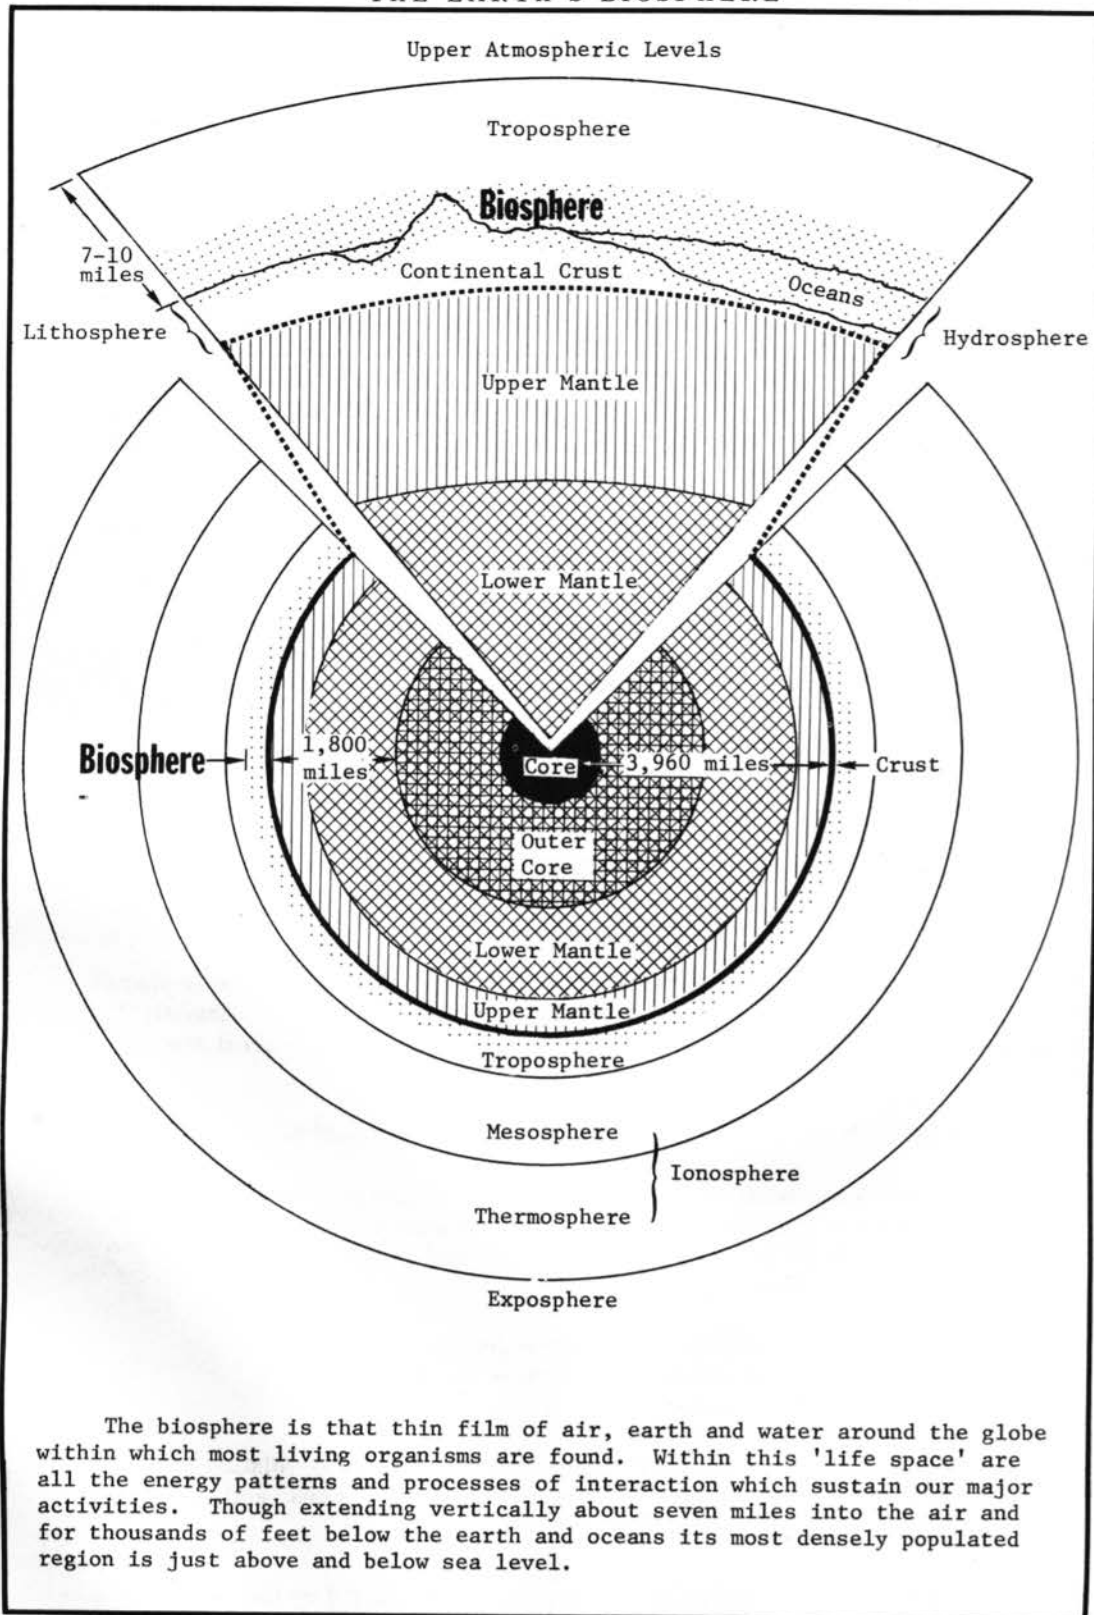 THE EARTH'S BIOSPHERE
Upper Atmospheric Levels
Troposphere
Biosphere
7-10
miles
Continental Crust
Oceans
Lithosphere
Hydrosphere
Upper Mantle
Lower Mantle
Biosphere
1,800
miles
Core
3,960 miles
Crust
Outer
Core
Lower Mantle
Upper Mantle
Troposphere
Mesosphere
Ionosphere
Thermosphere
Exposphere
The biosphere is that thin film of air, earth and water around the globe
within which most living organisms are found. Within this 'life space' are
all the energy patterns and processes of interaction which sustain our major
activities. Though extending vertically about seven miles into the air and
for thousands of feet below the earth and oceans its most densely populated
region is just above and below sea level.